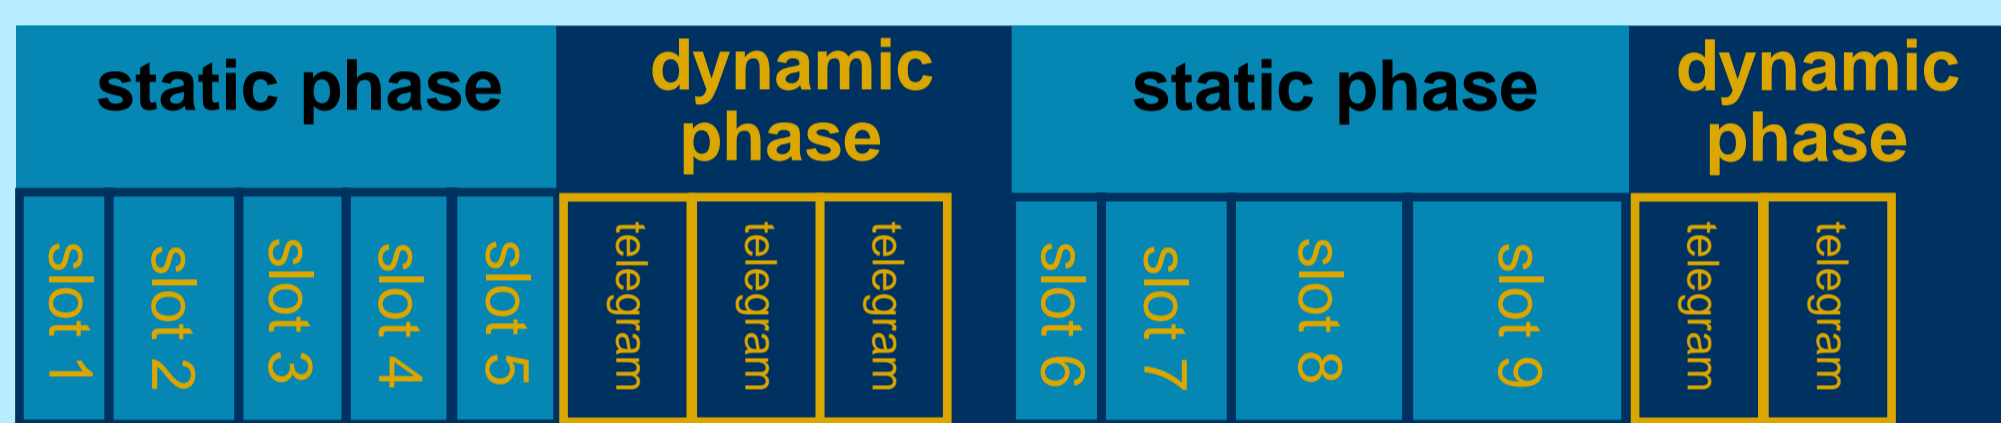 static phase
dynamic
phase
static phase
dynamic
phase
slot 1
slot 2
slot 3
slot 4
slot 5
telegram
telegram
telegram
slot 6
slot 7
slot 8
slot 9
telegram
telegram